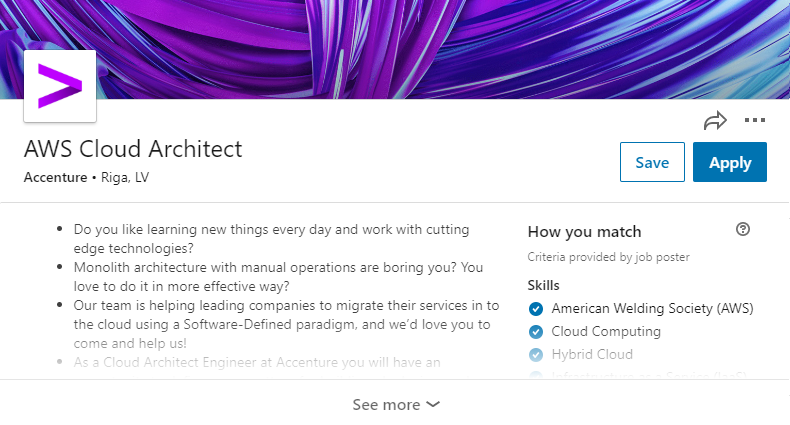 AWS Cloud Architect
Accenture • Riga, LV
Save
Apply
Do you like learning new things every day and work with cutting
edge technologies?
Monolith architecture with manual operations are boring you? You
love to do it in more effective way?
Our team is helping leading companies to migrate their services in to
the cloud using a Software-Defined paradigm, and we’d love you to
come and help us!
As a Cloud Architect Engineer at Accenture you will have an
How you match
Criteria provided by job poster
Skills
American Welding Society (AWS)
Cloud Computing
Hybrid Cloud
Infrastructure as a Service (IaaS)
See more